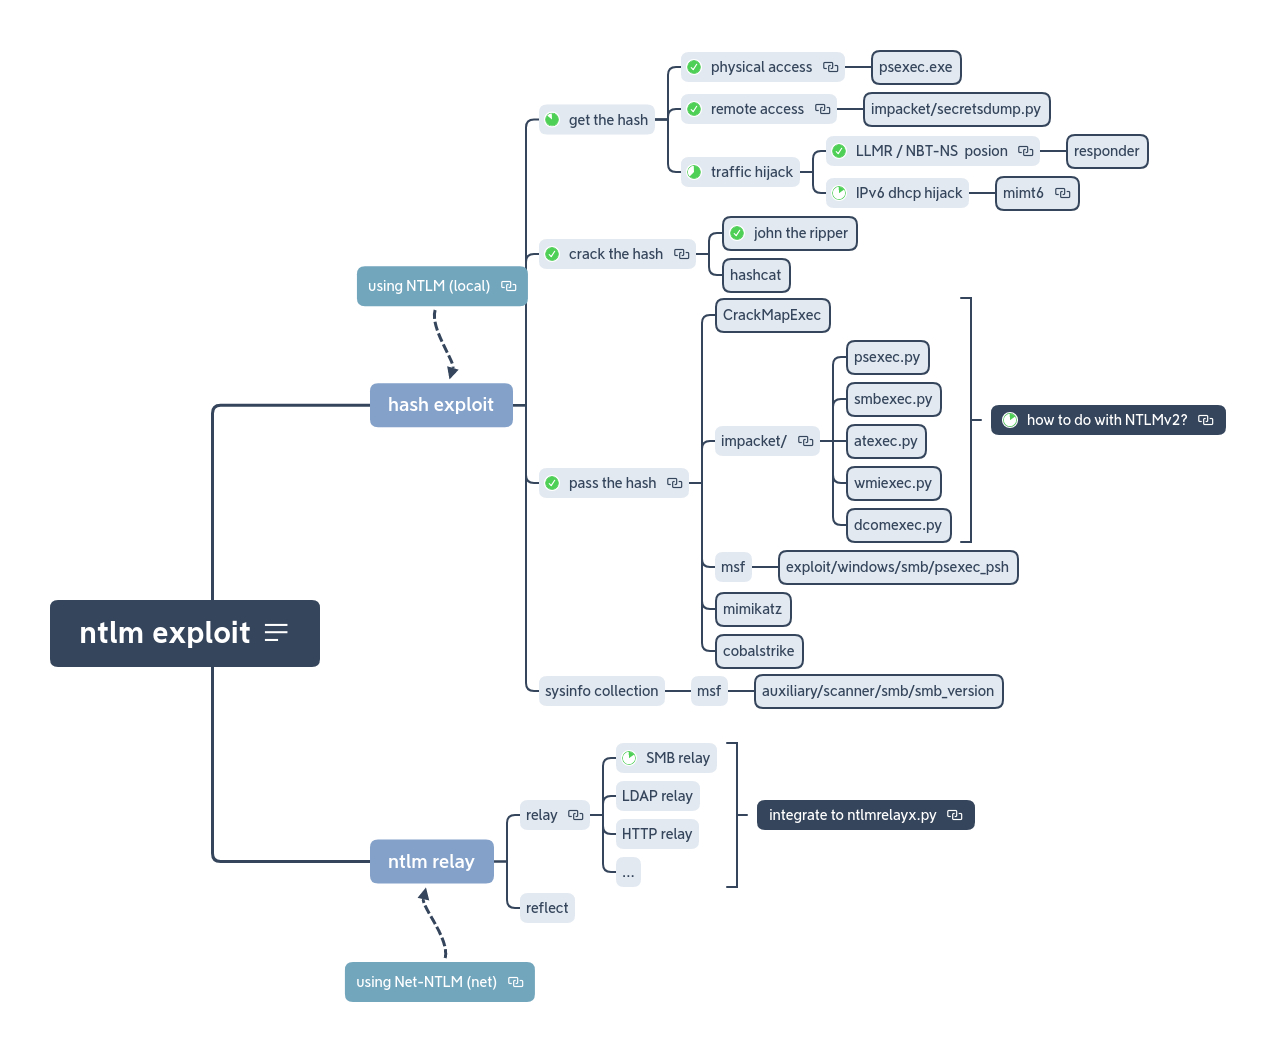 physical access
psexec.exe
remote access
impacket/secretsdump.py
get the hash
LLMR / NBT-NS posion
responder
traffic hijack
IPv6 dhcp hijack
mimt6
john the ripper
crack the hash
hashcat
using NTLM (local)
CrackMapExec
psexec.py
smbexec.py
hash exploit
how to do with NTLMv2?
impacket/
atexec.py
pass the hash
wmiexec.py
dcomexec.py
msf
exploit/windows/smb/psexec_psh
mimikatz
ntlm exploit
cobalstrike
sysinfo collection
msf
auxiliary/scanner/smb/smb_version
SMB relay
LDAP relay
relay
integrate to ntlmrelayx.py
HTTP relay
ntlm relay
...
reflect
using Net-NTLM (net)